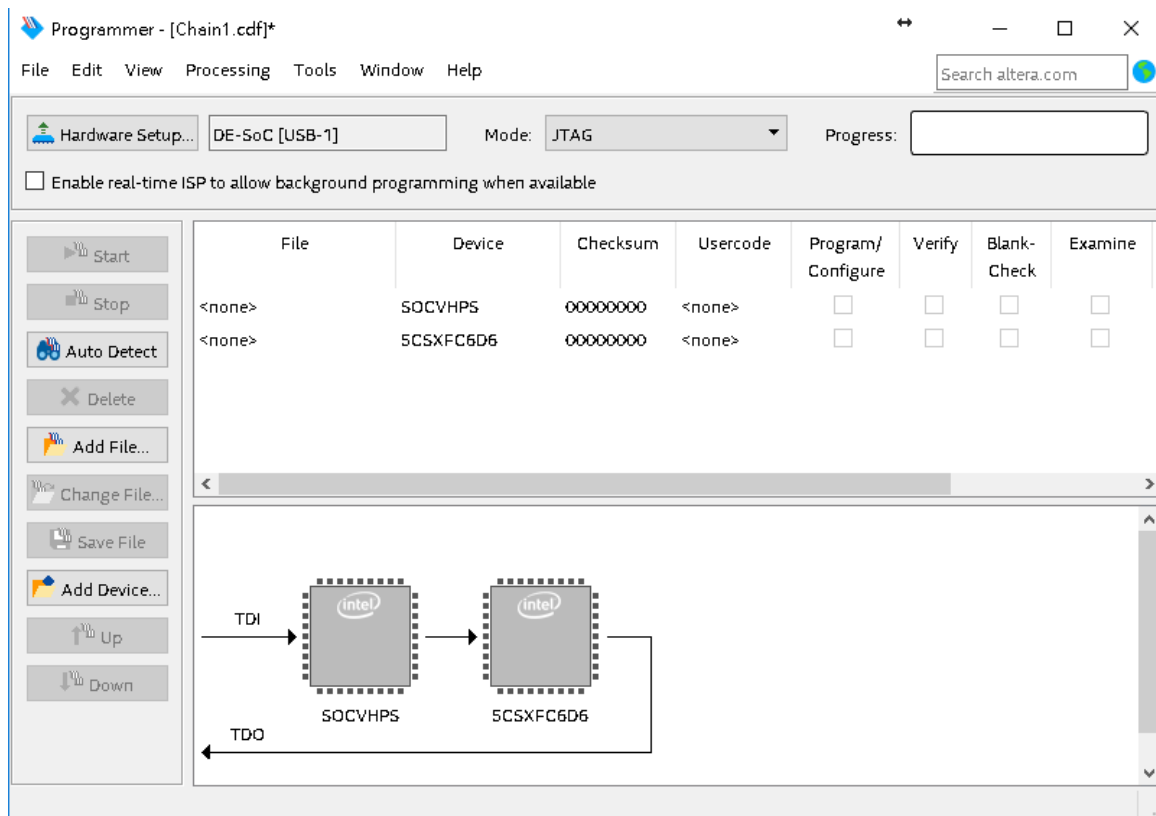 Programmer - [Chain1.cdf]*
File Edit View Processing Tools Window Help
Search altera.com
Hardware Setup... DE-SoC [USB-1] Mode: JTAG Progress:
Enable real-time ISP to allow background programming when available
Start
Stop
Auto Detect
Delete
Add File...
Change File...
Save File
Add Device...
Up
Down
File Device Checksum Usercode Program/ Verify Blank- Examine
Configure Check
<none> SOCVHPS 00000000 <none>
<none> 5CSXFC6D6 00000000 <none>
intel intel
TDI
SOCVHPS 5CSXFC6D6
TDO